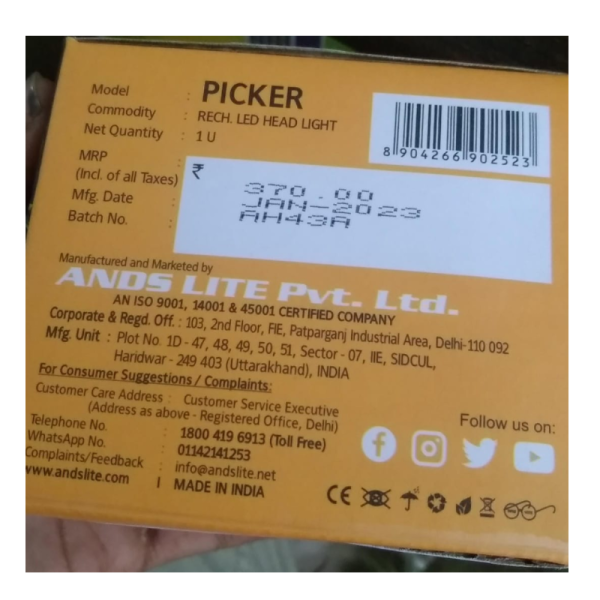 Model : PICKER
Commodity : RECH. LED HEAD LIGHT
Net Quantity : 1 U
MRP : ₹ 370.00
(Incl. of all Taxes)
Mfg. Date : JAN-2023
Batch No. : AH43A
8 904266 902523
Manufactured and Marketed by
ANDS LITE Pvt. Ltd.
AN ISO 9001, 14001 & 45001 CERTIFIED COMPANY
Corporate & Regd. Off. : 103, 2nd Floor, FIE, Patparganj Industrial Area, Delhi-110 092
Mfg. Unit : Plot No. 1D - 47, 48, 49, 50, 51, Sector - 07, IIE, SIDCUL,
Haridwar - 249 403 (Uttarakhand), INDIA
For Consumer Suggestions / Complaints:
Customer Care Address : Customer Service Executive
(Address as above - Registered Office, Delhi)
Telephone No. : 1800 419 6913 (Toll Free)
WhatsApp No. : 01142141253
Complaints/Feedback : info@andslite.net
www.andslite.com | MADE IN INDIA
Follow us on:
CE